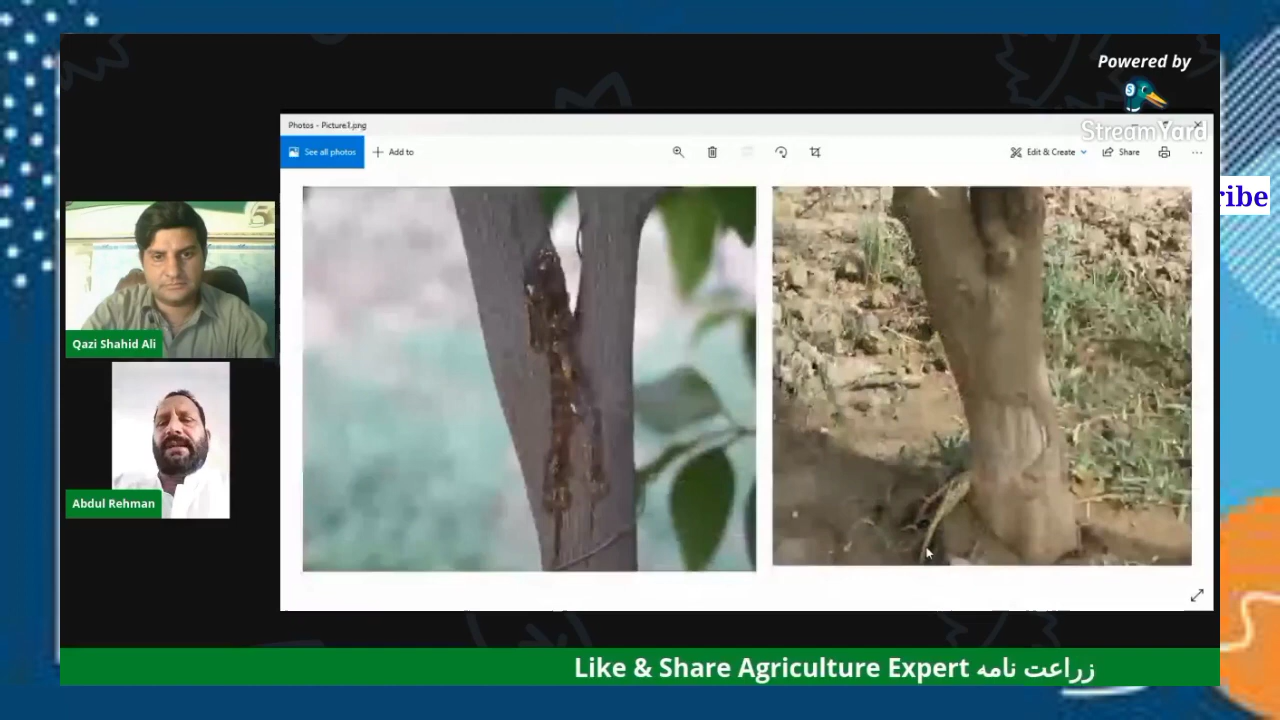 Powered by
StreamYard
Photos - Picture1.png
See all photos
Add to
Edit & Create
Share
ribe
Qazi Shahid Ali
Abdul Rehman
Like & Share Agriculture Expert زراعت نامه